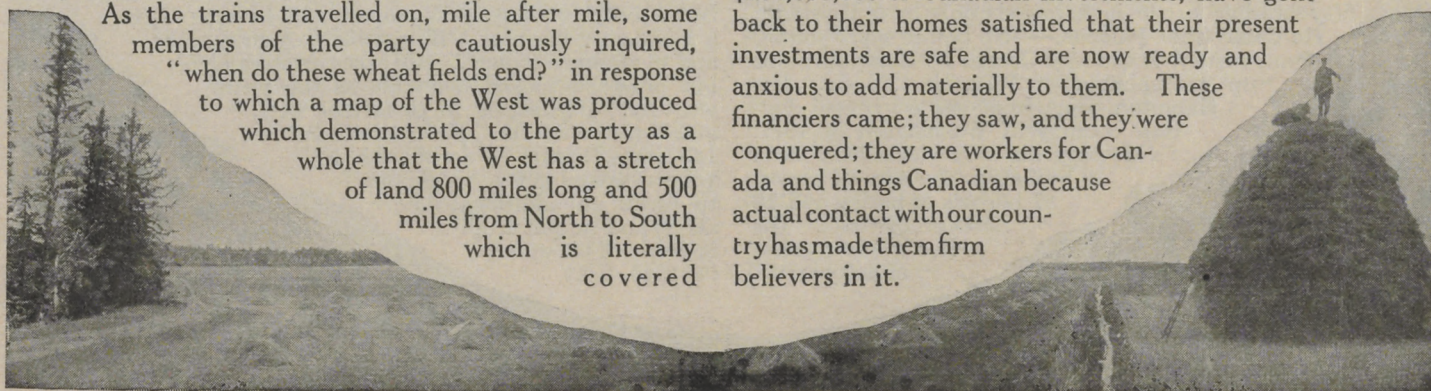 As the trains travelled on, mile after mile, some
members of the party cautiously inquired,
“when do these wheat fields end?” in response
to which a map of the West was produced
which demonstrated to the party as a
whole that the West has a stretch
of land 800 miles long and 500
miles from North to South
which is literally
covered
back to their homes satisfied that their present
investments are safe and are now ready and
anxious to add materially to them. These
financiers came; they saw, and they were
conquered; they are workers for Can-
ada and things Canadian because
actual contact with our coun-
try has made them firm
believers in it.